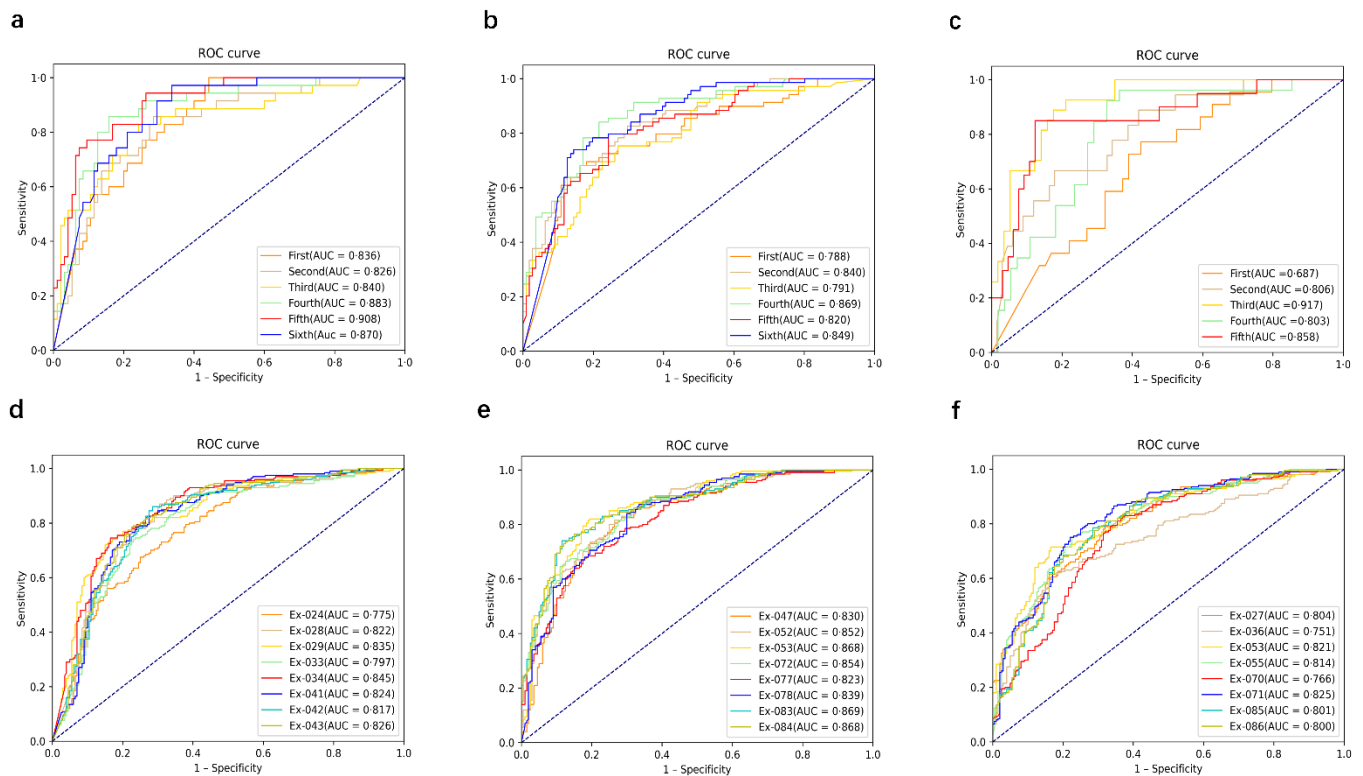 a
ROC curve
Sensitivity
1·0
0·8
0·6
0·4
0·2
0·0
First(AUC = 0·836)
Second(AUC = 0·826)
Third(AUC = 0·840)
Fourth(AUC = 0·883)
Fifth(AUC = 0·908)
Sixth(Auc = 0·870)
0·0 0·2 0·4 0·6 0·8 1·0
1 – Specificity
b
ROC curve
Sensitivity
1·0
0·8
0·6
0·4
0·2
0·0
First(AUC = 0·788)
Second(AUC = 0·840)
Third(AUC = 0·791)
Fourth(AUC = 0·869)
Fifth(AUC = 0·820)
Sixth(AUC = 0·849)
0·0 0·2 0·4 0·6 0·8 1·0
1 – Specificity
c
ROC curve
Sensitivity
1·0
0·8
0·6
0·4
0·2
0·0
First(AUC =0·687)
Second(AUC =0·806)
Third(AUC =0·917)
Fourth(AUC =0·803)
Fifth(AUC =0·858)
0·0 0·2 0·4 0·6 0·8 1·0
1 – Specificity
d
ROC curve
Sensitivity
1.0
0.8
0.6
0.4
0.2
0.0
Ex-024(AUC = 0·775)
Ex-028(AUC = 0·822)
Ex-029(AUC = 0·835)
Ex-033(AUC = 0·797)
Ex-034(AUC = 0·845)
Ex-041(AUC = 0·824)
Ex-042(AUC = 0·817)
Ex-043(AUC = 0·826)
0.0 0.2 0.4 0.6 0.8 1.0
1 – Specificity
e
ROC curve
Sensitivity
1.0
0.8
0.6
0.4
0.2
0.0
Ex-047(AUC = 0·830)
Ex-052(AUC = 0·852)
Ex-053(AUC = 0·868)
Ex-072(AUC = 0·854)
Ex-077(AUC = 0·823)
Ex-078(AUC = 0·839)
Ex-083(AUC = 0·869)
Ex-084(AUC = 0·868)
0.0 0.2 0.4 0.6 0.8 1.0
1 – Specificity
f
ROC curve
Sensitivity
1.0
0.8
0.6
0.4
0.2
0.0
Ex-027(AUC = 0·804)
Ex-036(AUC = 0·751)
Ex-053(AUC = 0·821)
Ex-055(AUC = 0·814)
Ex-070(AUC = 0·766)
Ex-071(AUC = 0·825)
Ex-085(AUC = 0·801)
Ex-086(AUC = 0·800)
0.0 0.2 0.4 0.6 0.8 1.0
1 – Specificity